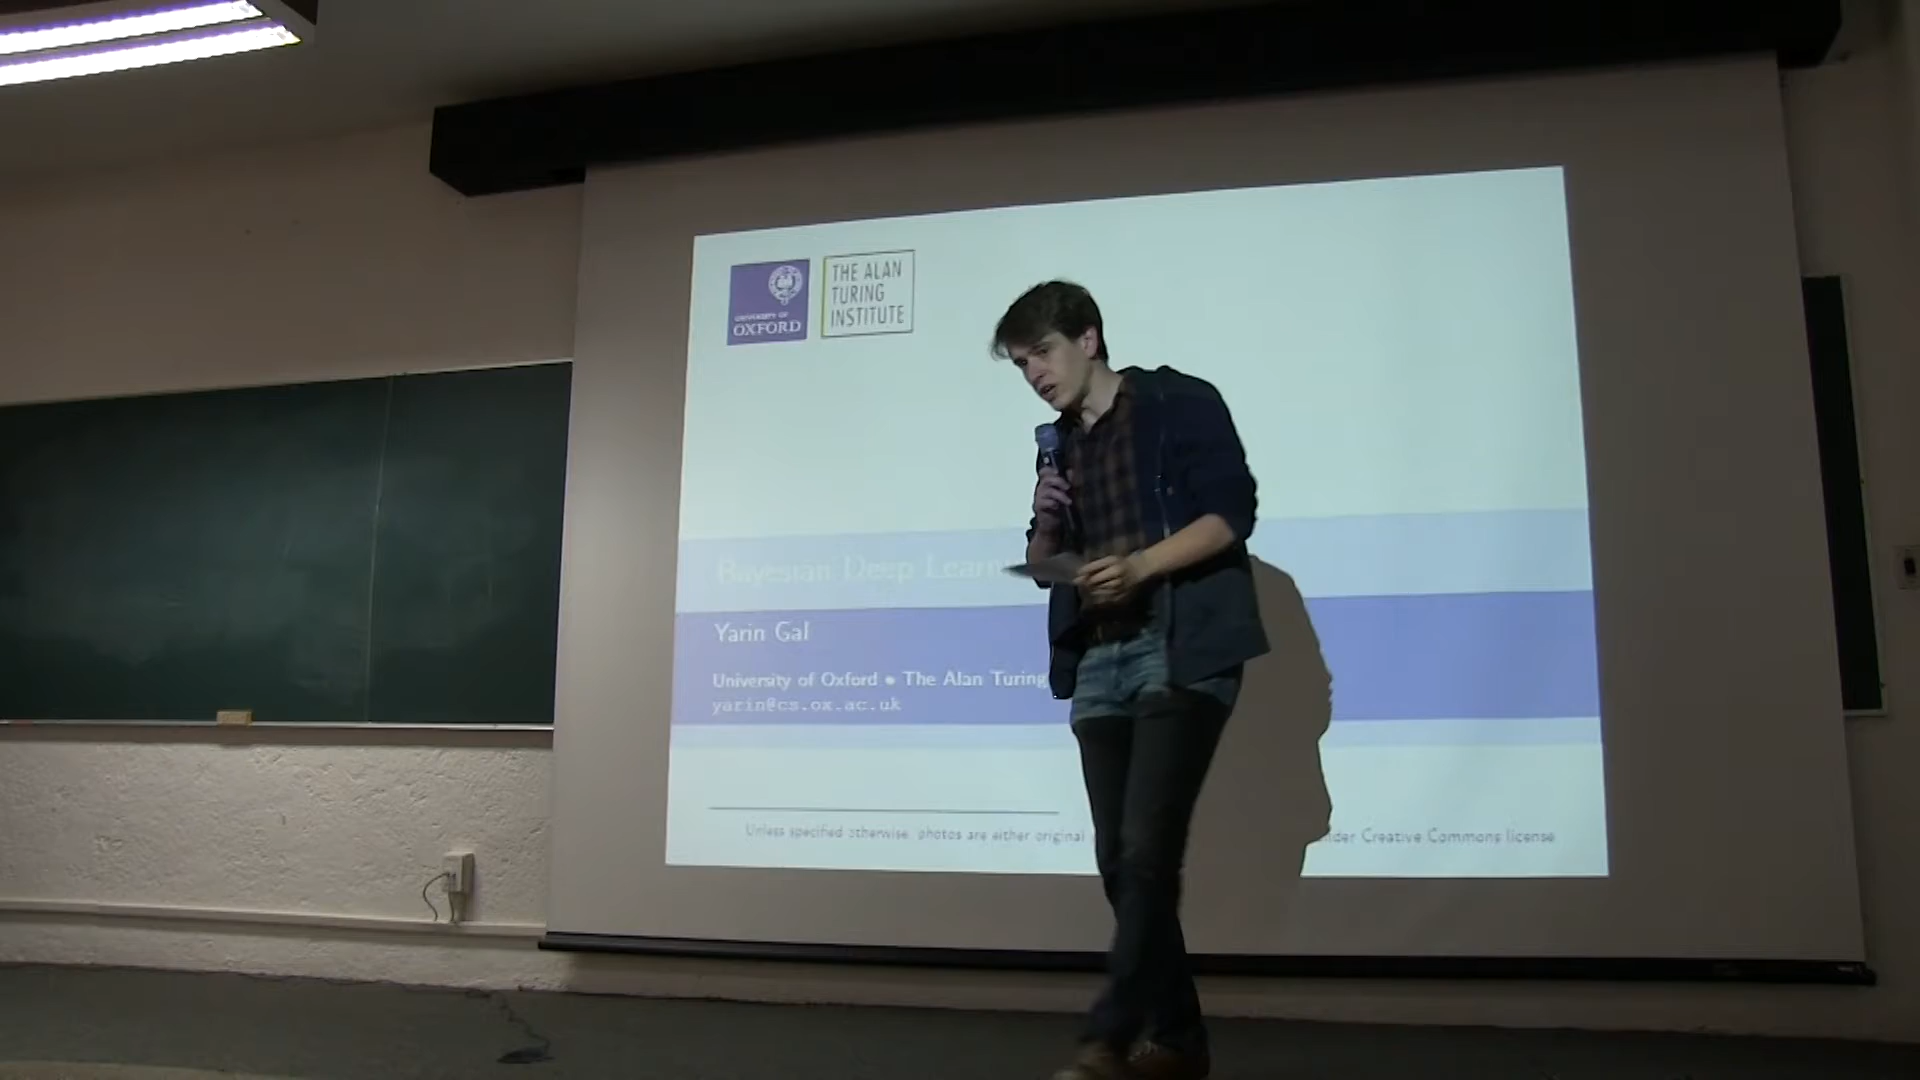 UNIVERSITY OF
OXFORD
THE ALAN
TURING
INSTITUTE
Bayesian Deep Learn
Yarin Gal
University of Oxford • The Alan Turing
yarin@cs.ox.ac.uk
Unless specified otherwise, photos are either original
under Creative Commons license